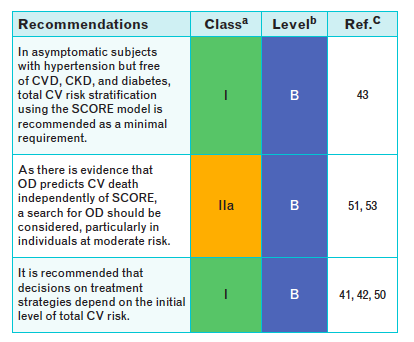 Recommendations Classa Levelb Ref.C
In asymptomatic subjects
with hypertension but free
of CVD, CKD, and diabetes,
total CV risk stratification
using the SCORE model is
recommended as a minimal
requirement.
I B 43
As there is evidence that
OD predicts CV death
independently of SCORE,
a search for OD should be
considered, particularly in
individuals at moderate risk.
IIa B 51, 53
It is recommended that
decisions on treatment
strategies depend on the initial
level of total CV risk.
I B 41, 42, 50